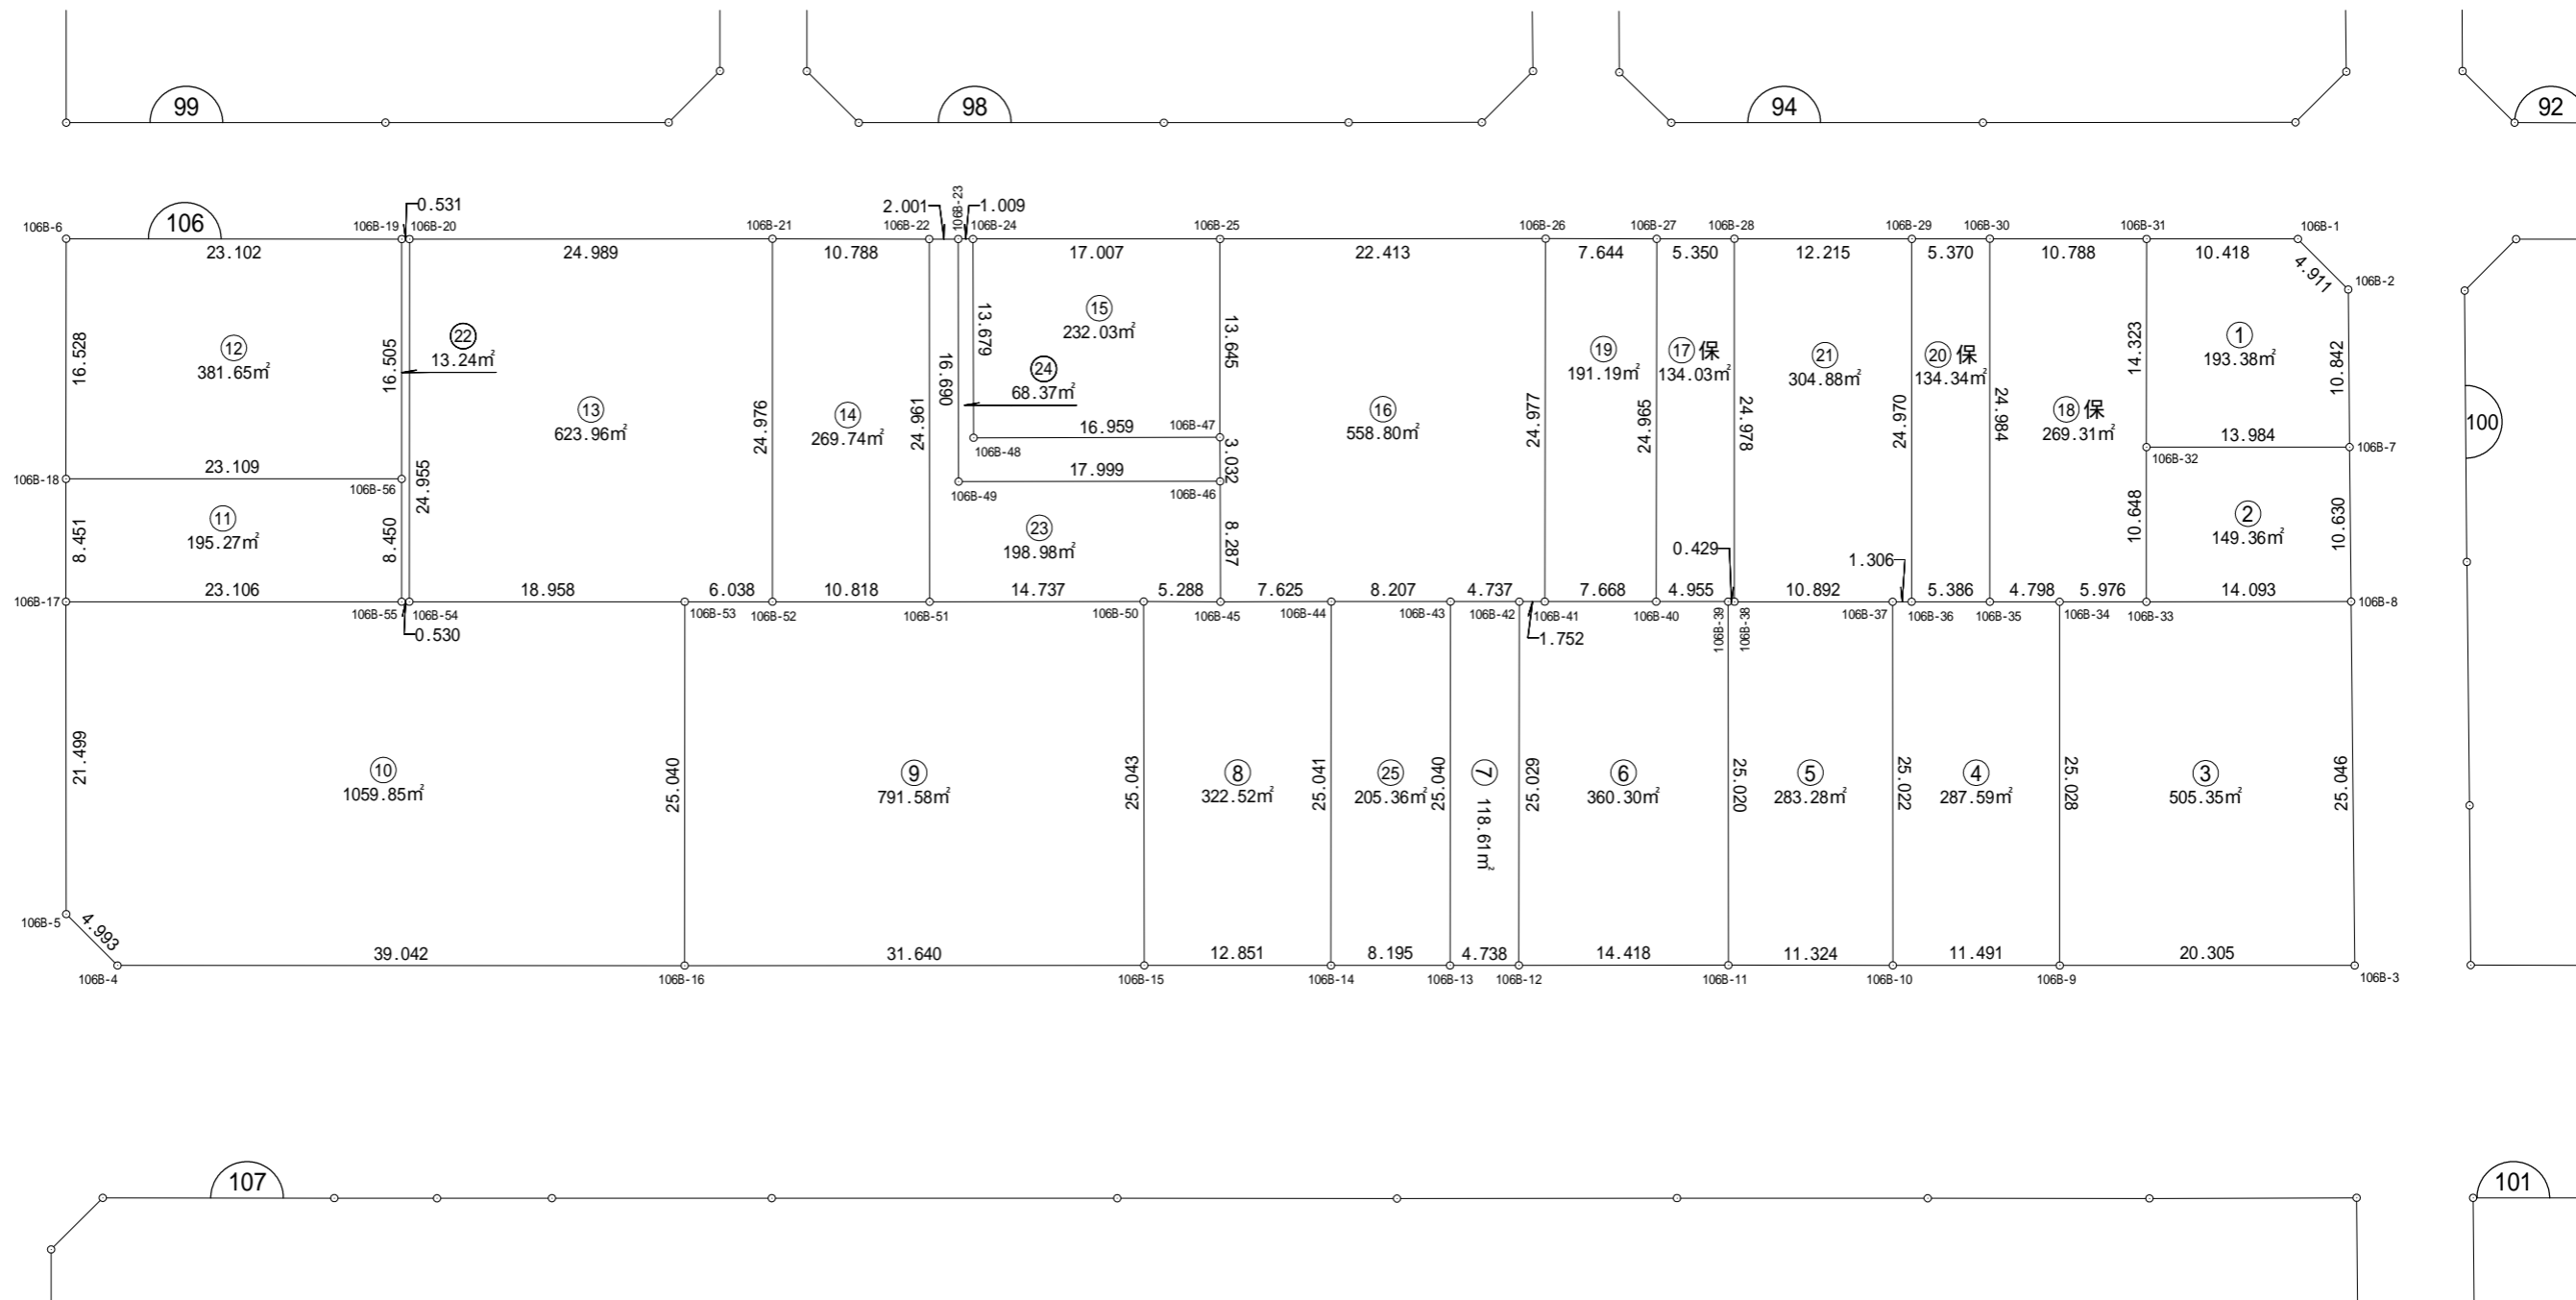 99
98
94
92
106B-6
106
106B-19
0.531
106B-20
106B-21
106B-22
2.001
106B-23
1.009
106B-24
106B-25
106B-26
106B-27
106B-28
106B-29
106B-30
106B-31
106B-1
23.102
24.989
10.788
17.007
22.413
7.644
5.350
12.215
5.370
10.788
10.418
4.911
106B-2
16.528
⑫
381.65㎡
16.505
㉒
13.24㎡
⑬
623.96㎡
24.976
⑭
269.74㎡
24.961
16.690
13.679
⑮
232.03㎡
㉔
68.37㎡
13.645
⑯
558.80㎡
24.977
⑲
191.19㎡
24.965
⑰保
134.03㎡
24.978
㉑
304.88㎡
24.970
⑳保
134.34㎡
24.984
⑱保
269.31㎡
14.323
①
193.38㎡
10.842
100
16.959
106B-47
106B-48
3.032
17.999
106B-49
106B-46
13.984
106B-7
106B-32
106B-18
23.109
106B-56
24.955
8.451
⑪
195.27㎡
8.450
㉓
198.98㎡
8.287
0.429
1.306
10.648
②
149.36㎡
10.630
106B-17
23.106
18.958
6.038
10.818
14.737
5.288
7.625
8.207
4.737
7.668
4.955
10.892
5.386
4.798
5.976
14.093
106B-8
106B-55
106B-54
0.530
106B-53
106B-52
106B-51
106B-50
106B-45
106B-44
106B-43
106B-42
106B-41
1.752
106B-40
106B-39
106B-38
106B-37
106B-36
106B-35
106B-34
106B-33
21.499
⑩
1059.85㎡
25.040
⑨
791.58㎡
25.043
⑧
322.52㎡
25.041
㉕
205.36㎡
25.040
⑦ 118.61㎡
25.029
⑥
360.30㎡
25.020
⑤
283.28㎡
25.022
④
287.59㎡
25.028
③
505.35㎡
25.046
106B-5
4.993
106B-4
39.042
31.640
12.851
8.195
4.738
14.418
11.324
11.491
20.305
106B-16
106B-15
106B-14
106B-13
106B-12
106B-11
106B-10
106B-9
106B-3
107
101